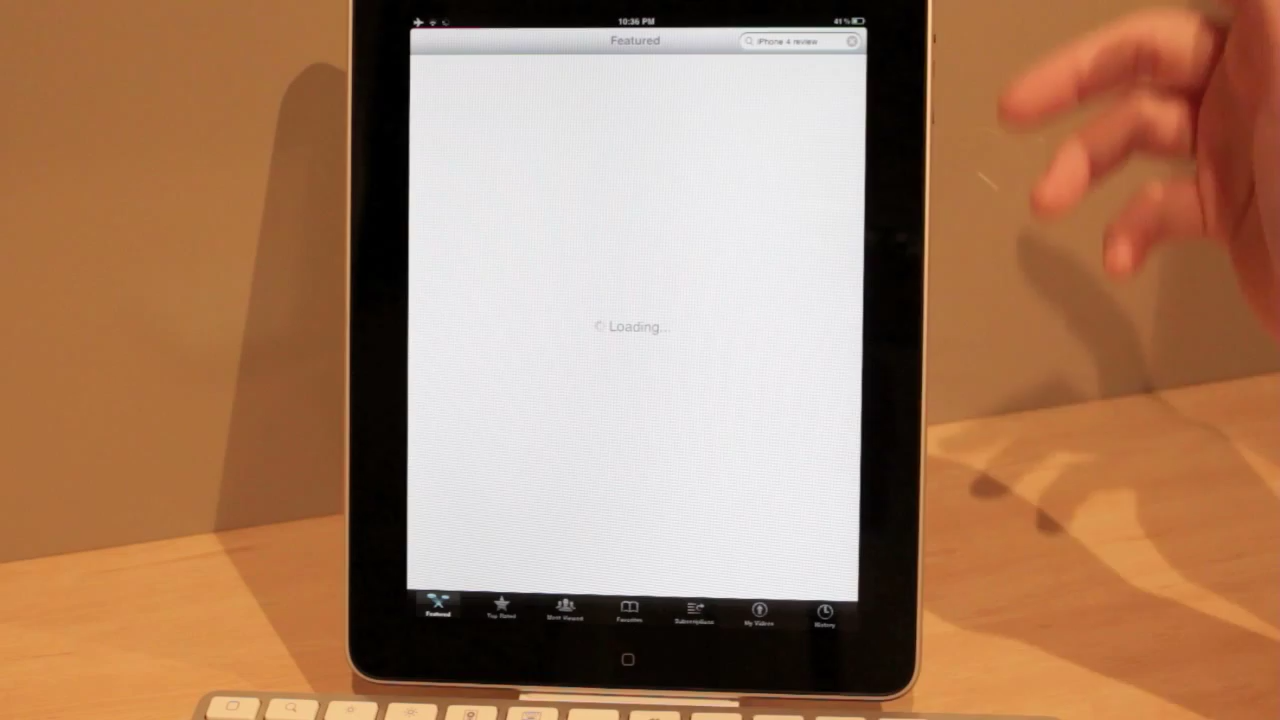 10:36 PM
41%
Featured
iPhone 4 review
Loading...
Featured
Top Rated
Most Viewed
Favorites
Subscriptions
My Videos
History